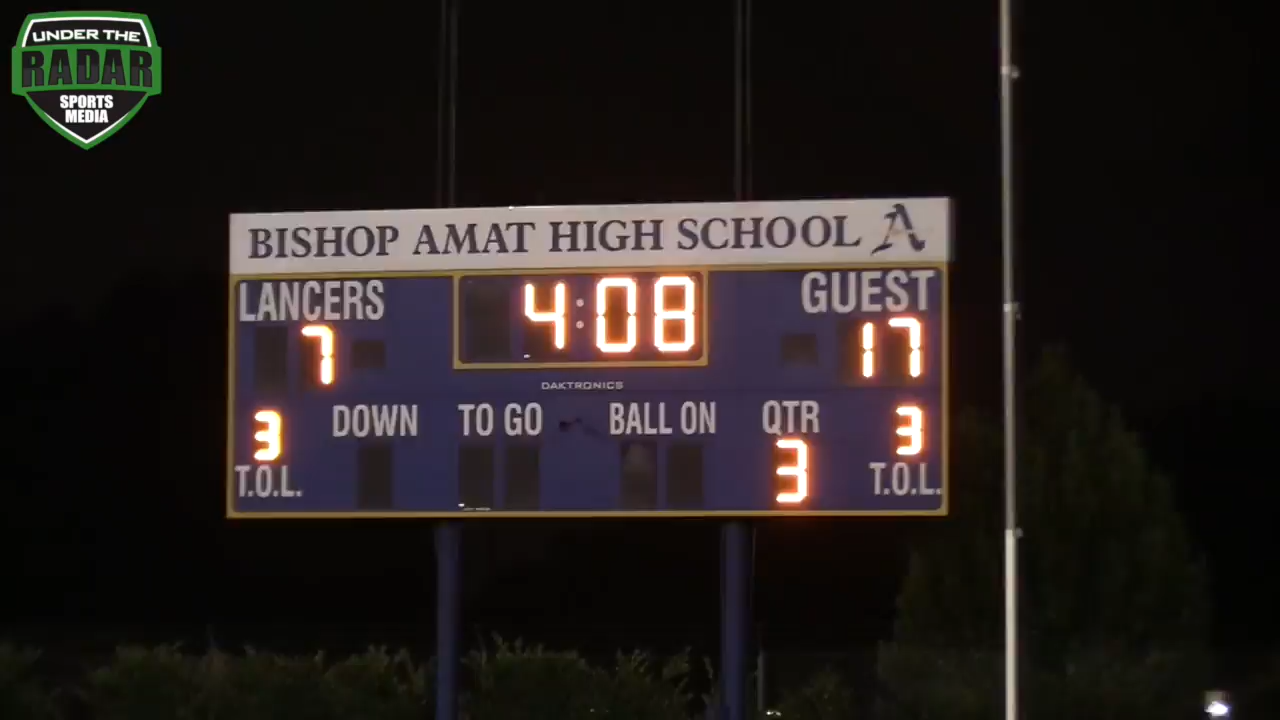 UNDER THE
RADAR
SPORTS
MEDIA
BISHOP AMAT HIGH SCHOOL A
LANCERS 4:08 GUEST
7 17
DAKTRONICS
DOWN TO GO BALL ON QTR
3 3 3
T.O.L. T.O.L.